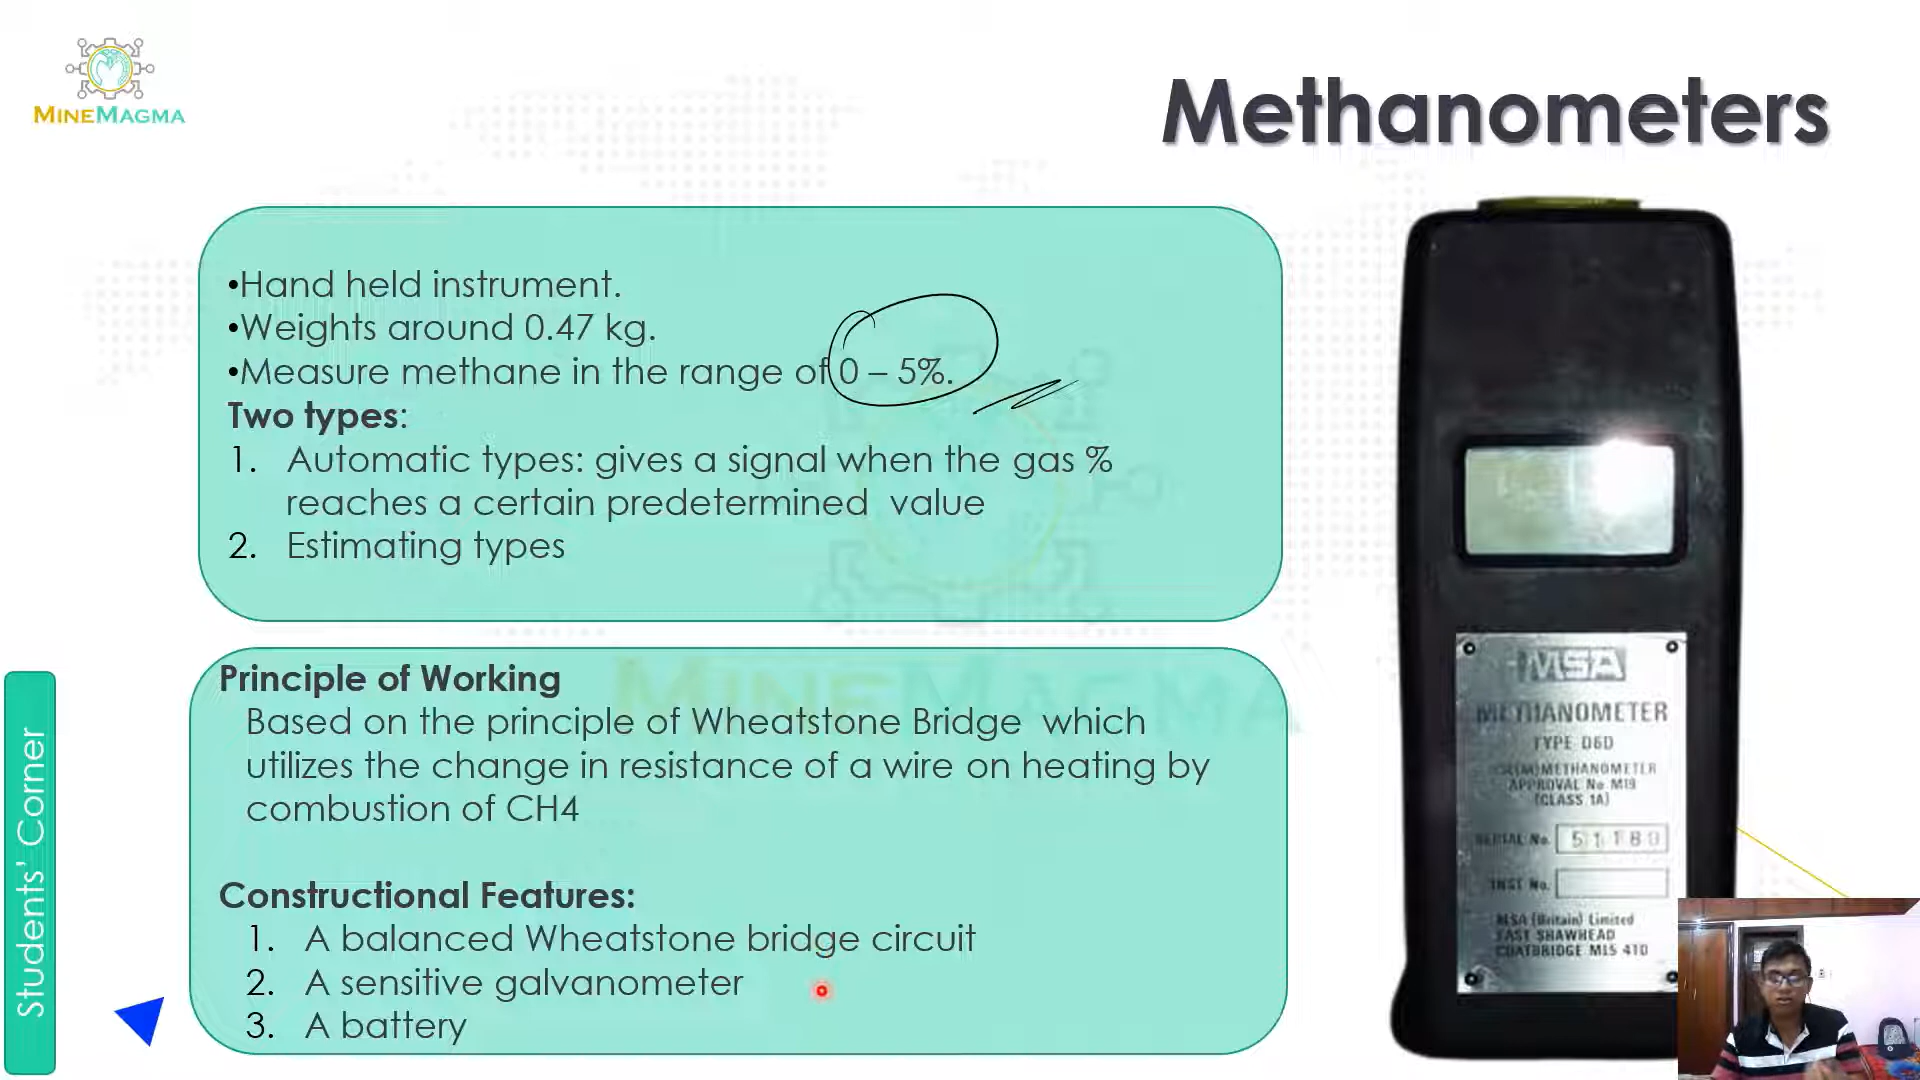 MINEMAGMA
Methanometers
•Hand held instrument.
•Weights around 0.47 kg.
•Measure methane in the range of 0 – 5%.
Two types:
1. Automatic types: gives a signal when the gas %
reaches a certain predetermined value
2. Estimating types
Principle of Working
Based on the principle of Wheatstone Bridge which
utilizes the change in resistance of a wire on heating by
combustion of CH4
Constructional Features:
1. A balanced Wheatstone bridge circuit
2. A sensitive galvanometer
3. A battery
Students' Corner
MINEMAGMA
MSA
METHANOMETER
TYPE D6D
METHANOMETER
APPROVAL No M19
(CLASS 1A)
SERIAL No.
INST No.
MSA (Britain) Limited
EAST SHAWHEAD
COATBRIDGE ML5 4TD